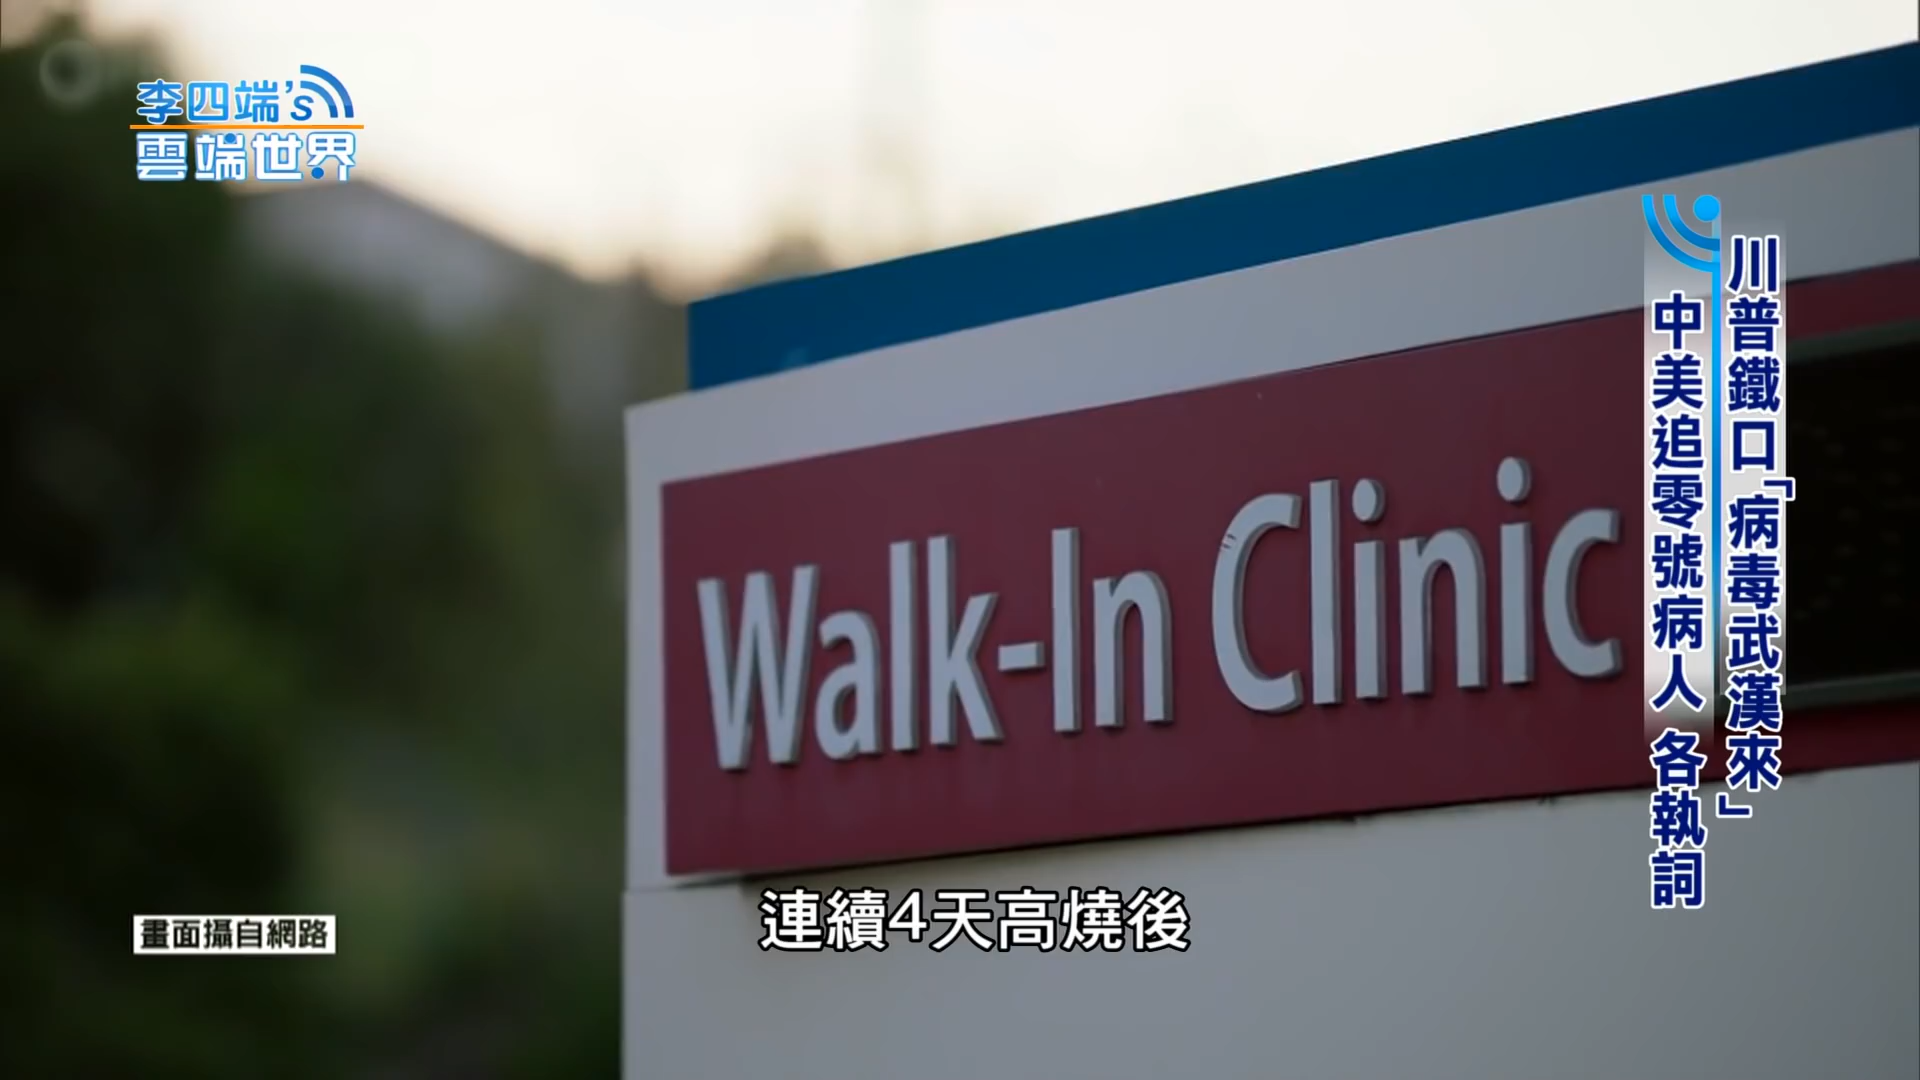 李四端's
雲端世界
川普鐵口「病毒武漢來」
中美追零號病人 各執詞
Walk-In Clinic
連續4天高燒後
畫面攝自網路